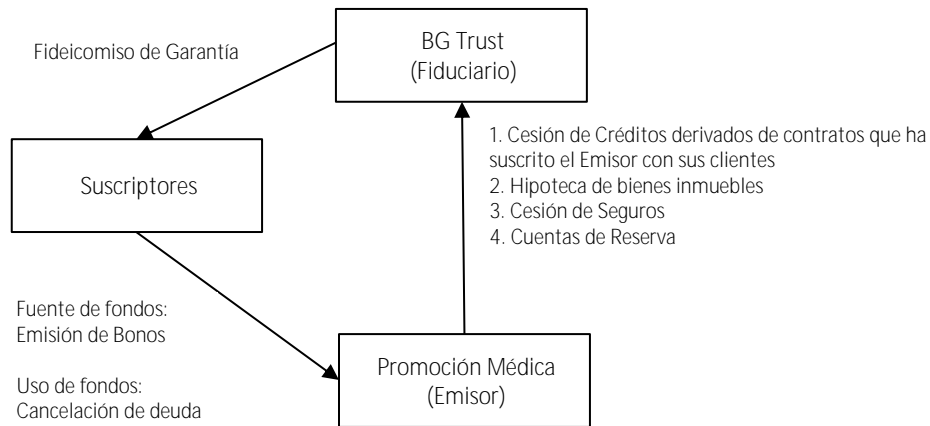 BG Trust
(Fiduciario)
Fideicomiso de Garantía
1. Cesión de Créditos derivados de contratos que ha
suscrito el Emisor con sus clientes
2. Hipoteca de bienes inmuebles
3. Cesión de Seguros
4. Cuentas de Reserva
Suscriptores
Fuente de fondos:
Emisión de Bonos
Uso de fondos:
Cancelación de deuda
Promoción Médica
(Emisor)